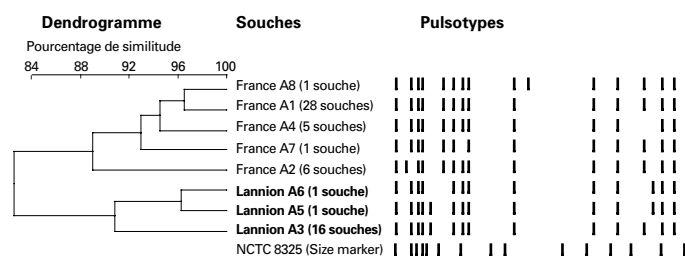 Dendrogramme Souches Pulsotypes
Pourcentage de similitude
84 88 92 96 100
France A8 (1 souche)
France A1 (28 souches)
France A4 (5 souches)
France A7 (1 souche)
France A2 (6 souches)
Lannion A6 (1 souche)
Lannion A5 (1 souche)
Lannion A3 (16 souches)
NCTC 8325 (Size marker)